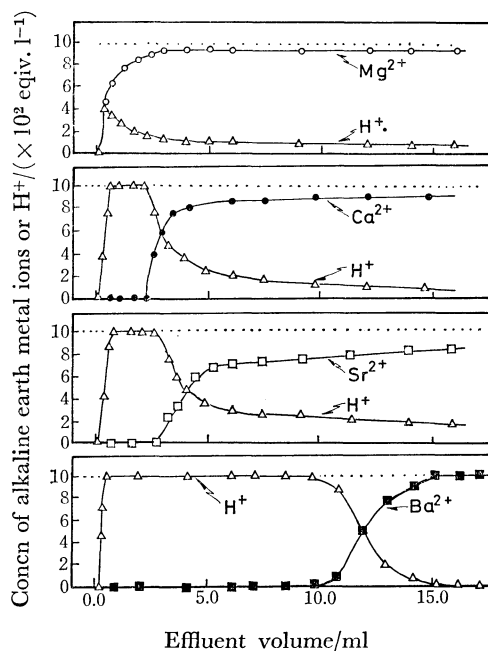 Concn of alkaline earth metal ions or H⁺/(×10² eqiv. l⁻¹)
10
8
6
4
2
0
Mg²⁺
H⁺.
10
8
6
4
2
0
Ca²⁺
H⁺
10
8
6
4
2
0
Sr²⁺
H⁺
10
8
6
4
2
0
H⁺
Ba²⁺
0.0 5.0 10.0 15.0
Effluent volume/ml